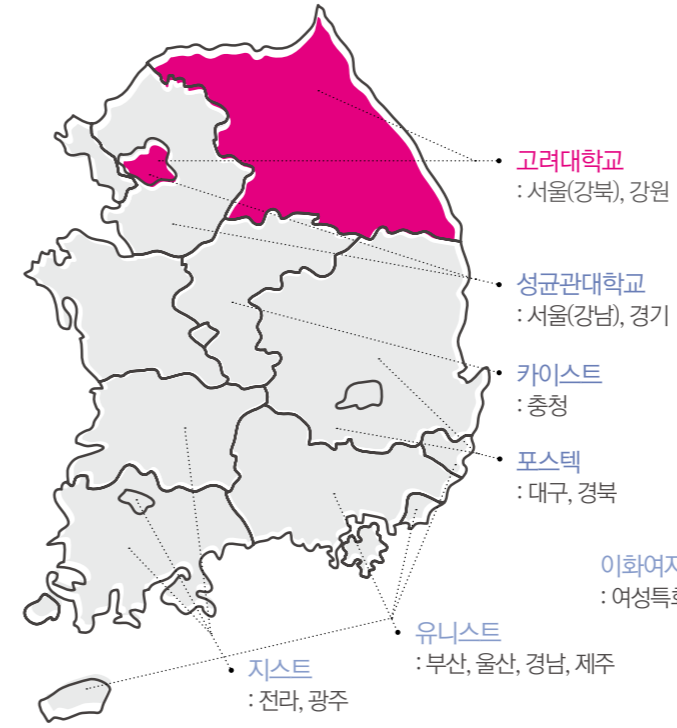 고려대학교
: 서울(강북), 강원
성균관대학교
: 서울(강남), 경기
카이스트
: 충청
포스텍
: 대구, 경북
이화여자
: 여성특화
유니스트
: 부산, 울산, 경남, 제주
지스트
: 전라, 광주